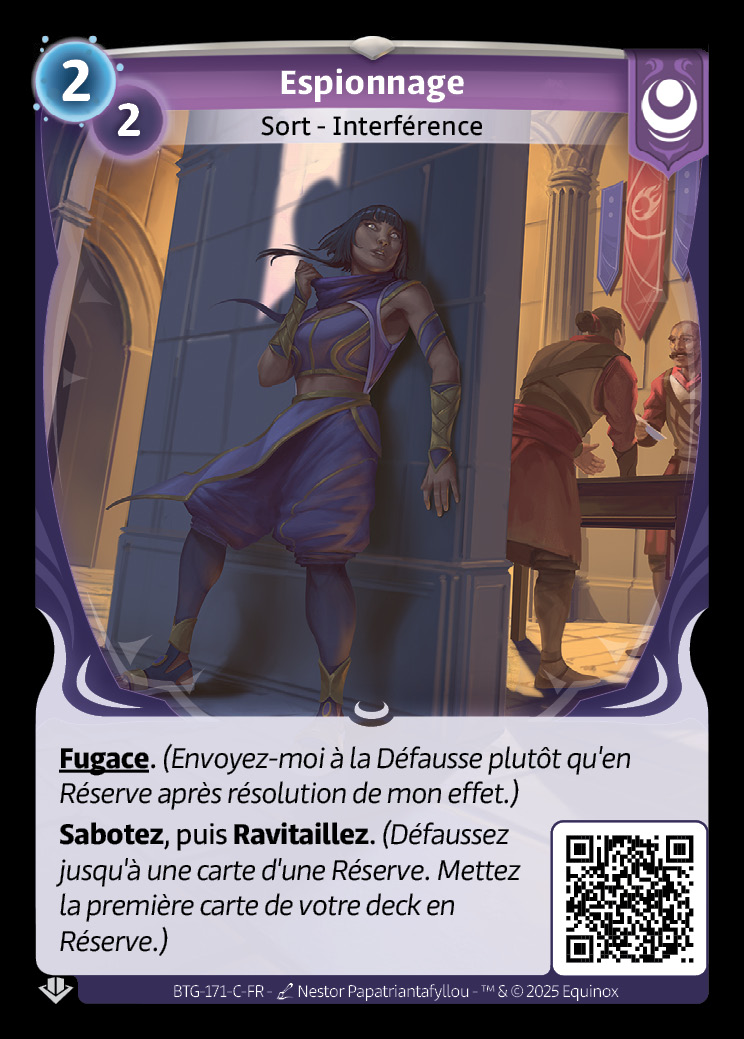 2
Espionnage
2
Sort - Interférence
Fugace. (Envoyez-moi à la Défausse plutôt qu'en
Réserve après résolution de mon effet.)
Sabotez, puis Ravitaillez. (Défaussez
jusqu'à une carte d'une Réserve. Mettez
la première carte de votre deck en
Réserve.)
BTG-171-C-FR - Nestor Papatriantafyllou - ™ & © 2025 Equinox